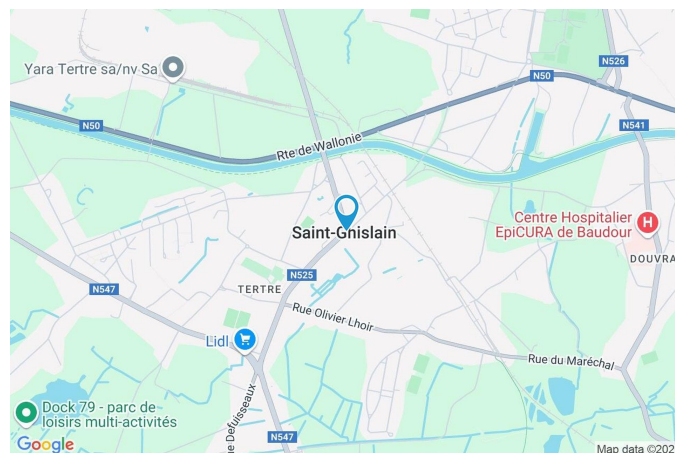 Yara Tertre sa/nv Sa
N526
N50
N50
N541
Rte de Wallonie
Centre Hospitalier
EpiCURA de Baudour
H
Saint-Ghislain
DOUVRA
N525
N547
TERTRE
Rue Olivier Lhoir
Lidl
Rue du Maréchal
Dock 79 - parc de
loisirs multi-activités
ue Defuisseaux
N547
Google
Map data ©202